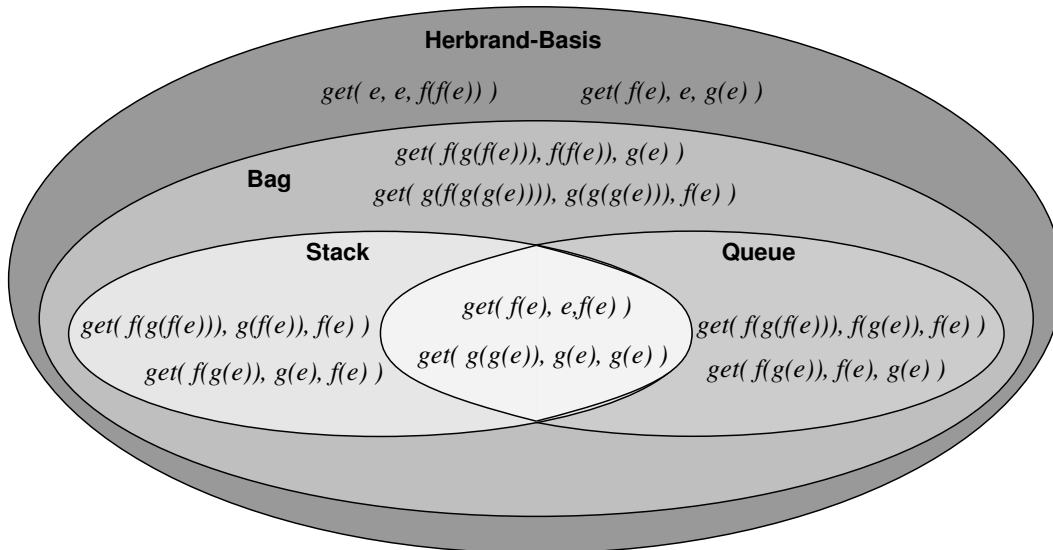 Herbrand-Basis
get( e, e, f(f(e)) ) get( f(e), e, g(e) )
get( f(g(f(e))), f(f(e)), g(e) )
Bag
get( g(f(g(g(e)))), g(g(g(e))), f(e) )
Stack
Queue
get( f(e), e,f(e) )
get( f(g(f(e))), g(f(e)), f(e) )
get( f(g(f(e))), f(g(e)), f(e) )
get( g(g(e)), g(e), g(e) )
get( f(g(e)), g(e), f(e) )
get( f(g(e)), f(e), g(e) )